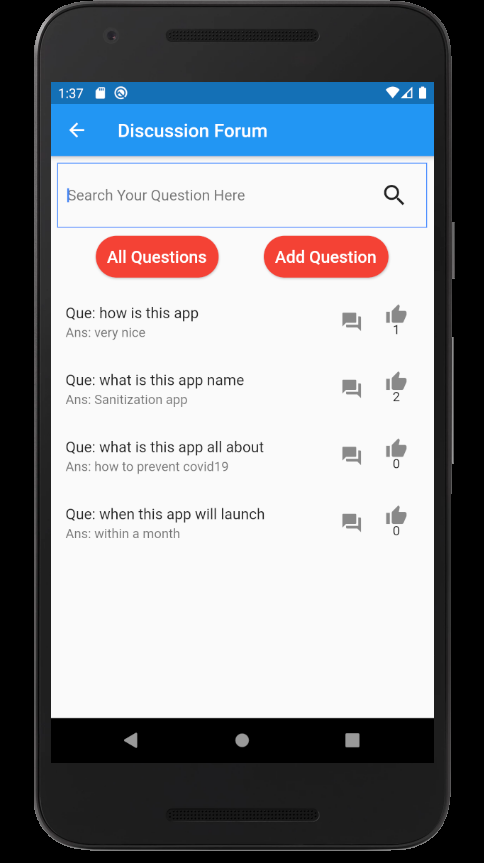 1:37
Discussion Forum
Search Your Question Here
All Questions Add Question
Que: how is this app
Ans: very nice
1
Que: what is this app name
Ans: Sanitization app
2
Que: what is this app all about
Ans: how to prevent covid19
0
Que: when this app will launch
Ans: within a month
0